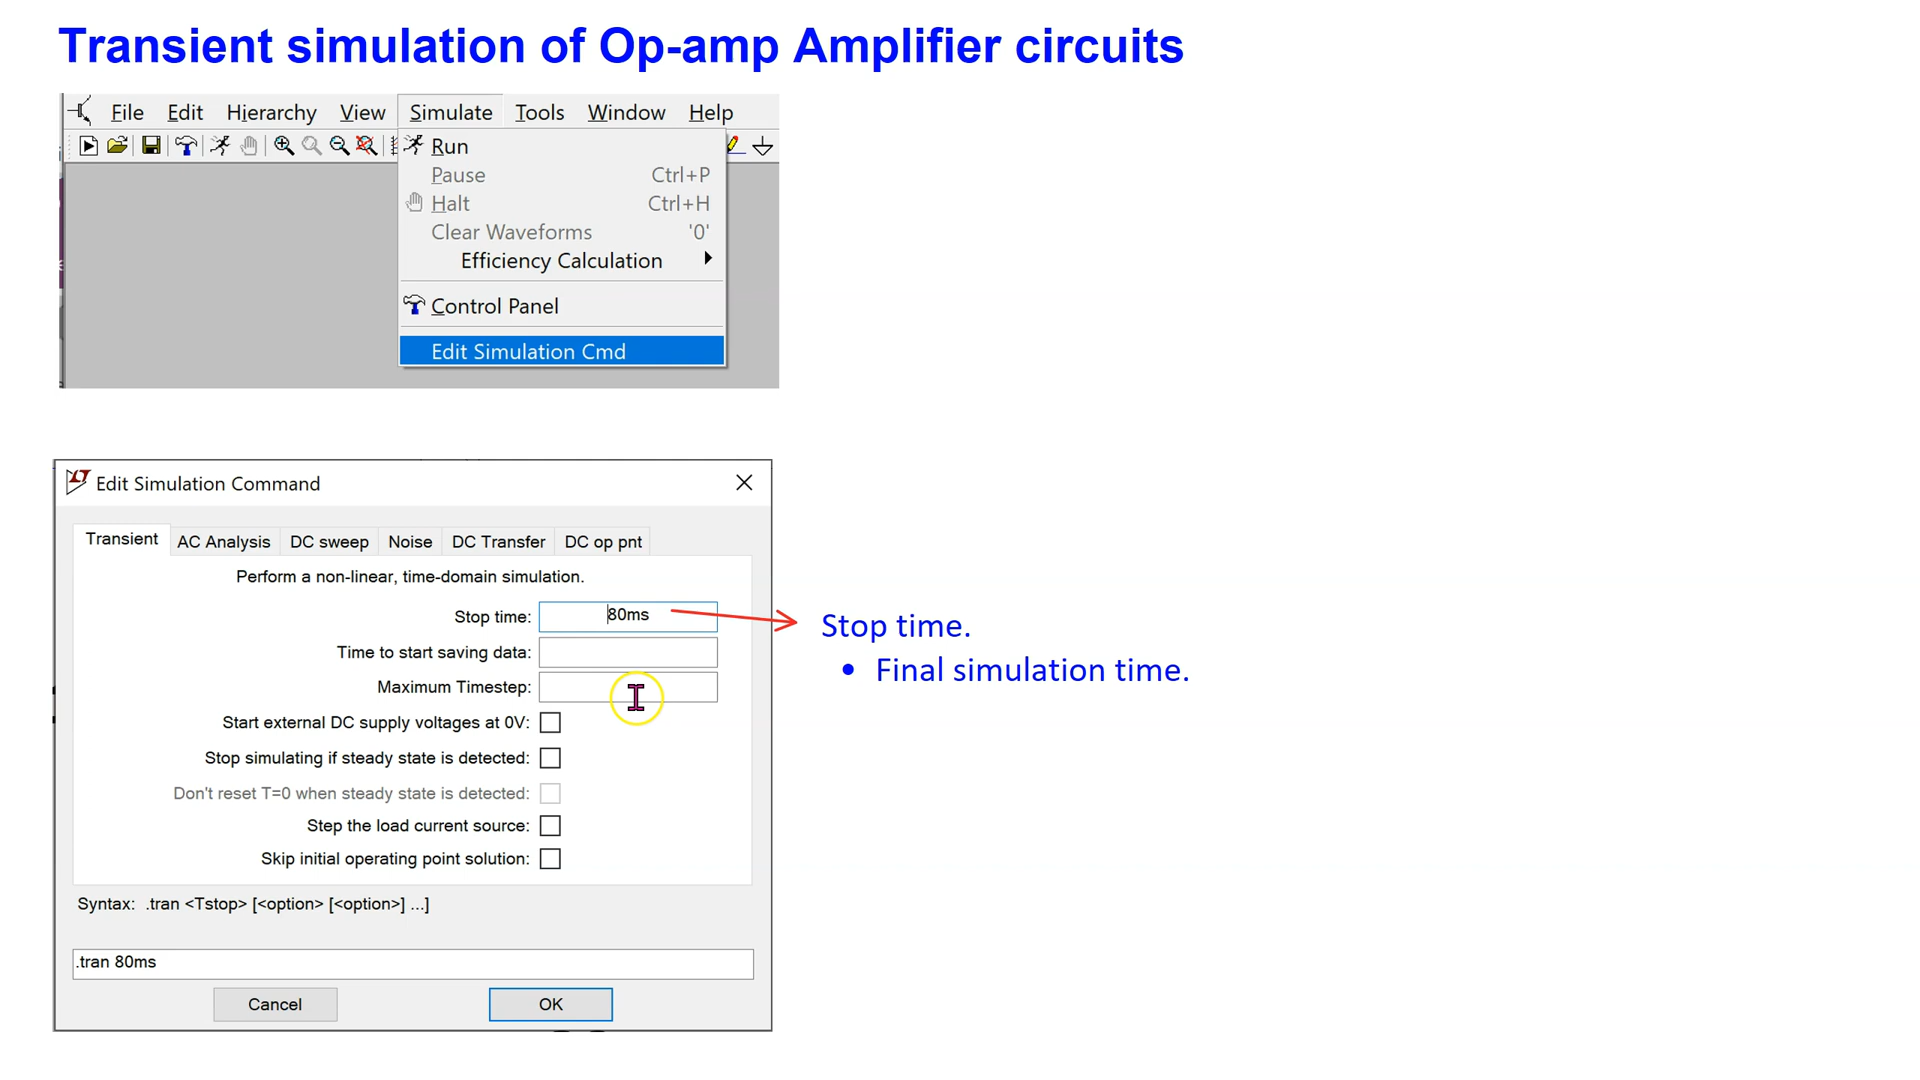 Transient simulation of Op-amp Amplifier circuits
File Edit Hierarchy View Simulate Tools Window Help
Run
Pause Ctrl+P
Halt Ctrl+H
Clear Waveforms '0'
Efficiency Calculation
Control Panel
Edit Simulation Cmd
LT Edit Simulation Command
Transient AC Analysis DC sweep Noise DC Transfer DC op pnt
Perform a non-linear, time-domain simulation.
Stop time: 80ms
Time to start saving data:
Maximum Timestep:
Start external DC supply voltages at 0V:
Stop simulating if steady state is detected:
Don't reset T=0 when steady state is detected:
Step the load current source:
Skip initial operating point solution:
Syntax: .tran <Tstop> [<option> [<option>] ...]
.tran 80ms
Cancel OK
Stop time.
• Final simulation time.